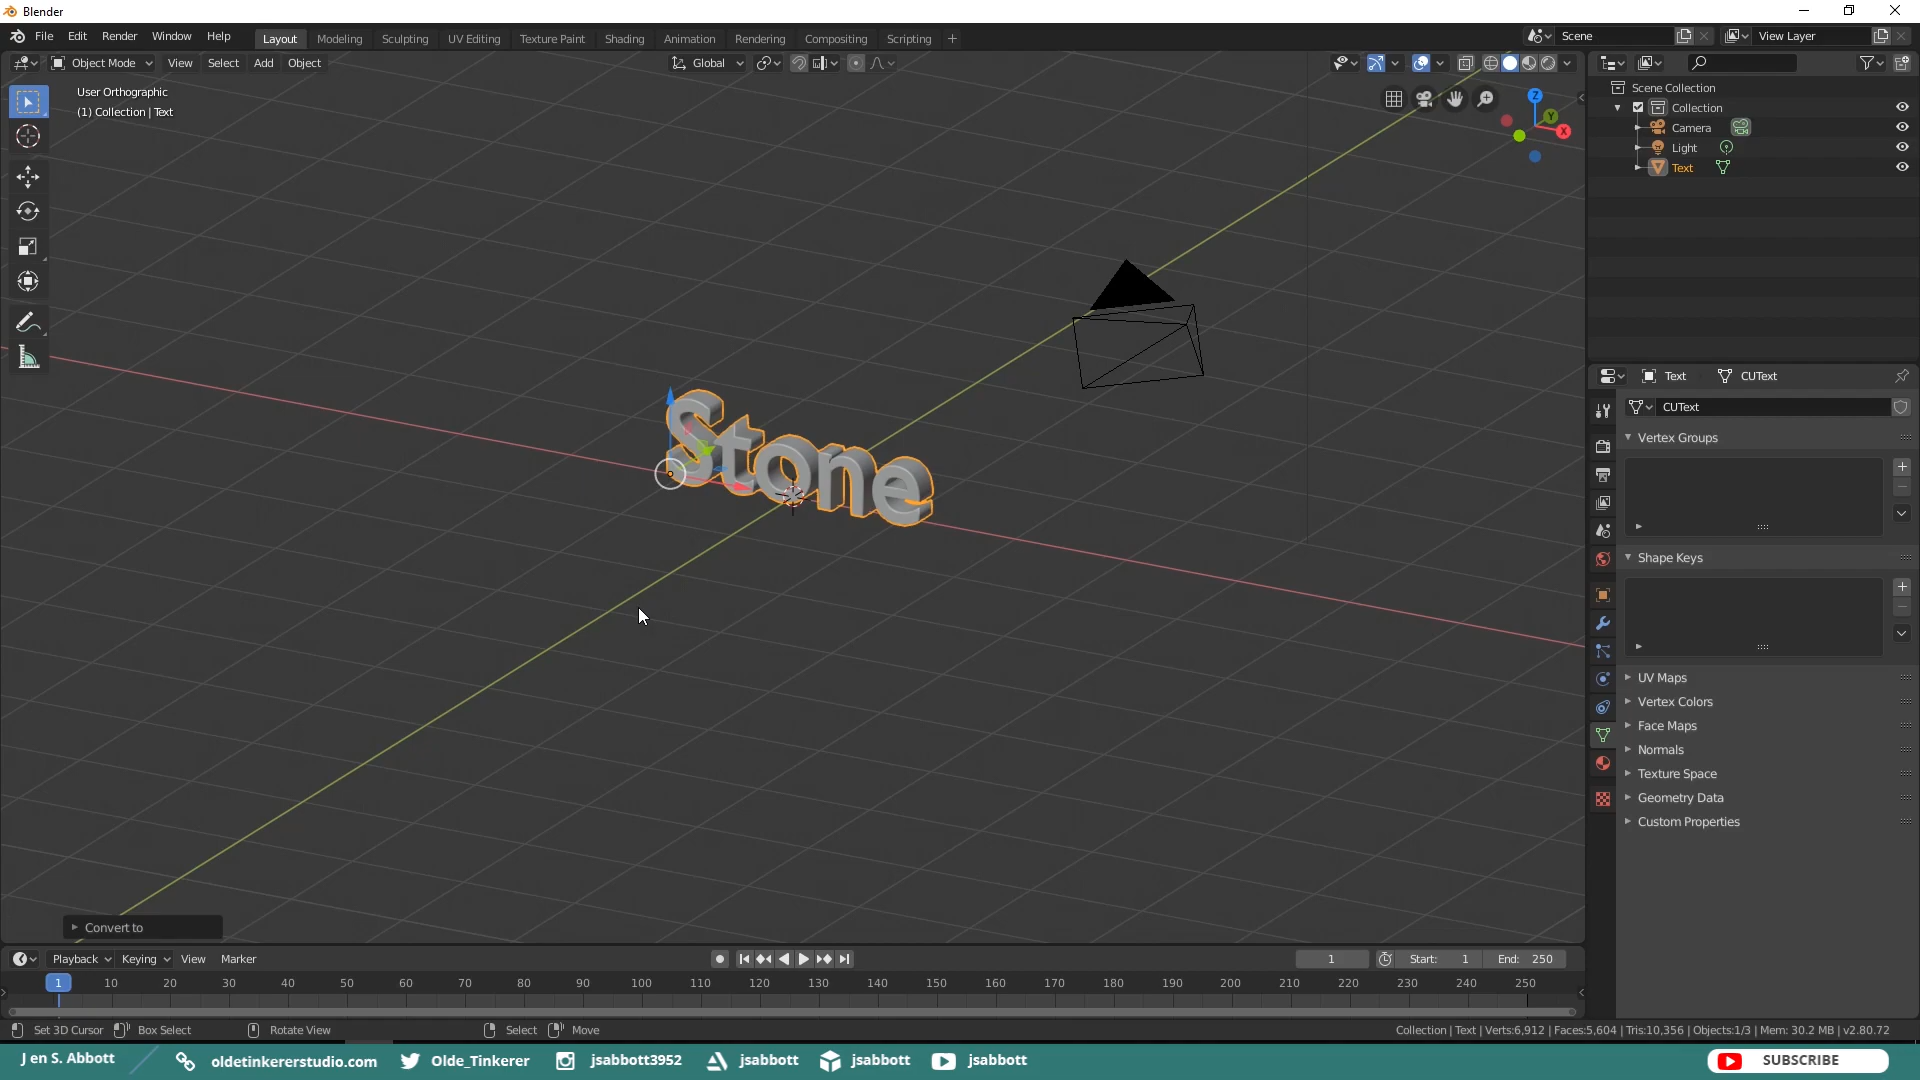 Blender
File Edit Render Window Help
Layout Modeling Sculpting UV Editing Texture Paint Shading Animation Rendering Compositing Scripting +
Scene
View Layer
Object Mode View Select Add Object
Global
User Orthographic
(1) Collection | Text
Z
Y
X
Stone
Scene Collection
Collection
Camera
Light
Text
Text CUText
CUText
Vertex Groups
Shape Keys
UV Maps
Vertex Colors
Face Maps
Normals
Texture Space
Geometry Data
Custom Properties
Convert to
Playback Keying View Marker
1
Start: 1
End: 250
1 10 20 30 40 50 60 70 80 90 100 110 120 130 140 150 160 170 180 190 200 210 220 230 240 250
Set 3D Cursor Box Select Rotate View Select Move
Collection | Text | Verts:6,912 | Faces:5,604 | Tris:10,356 | Objects:1/3 | Mem: 30.2 MB | v2.80.72
J en S. Abbott oldetinkererstudio.com Olde_Tinkerer jsabbott3952 jsabbott jsabbott jsabbott SUBSCRIBE